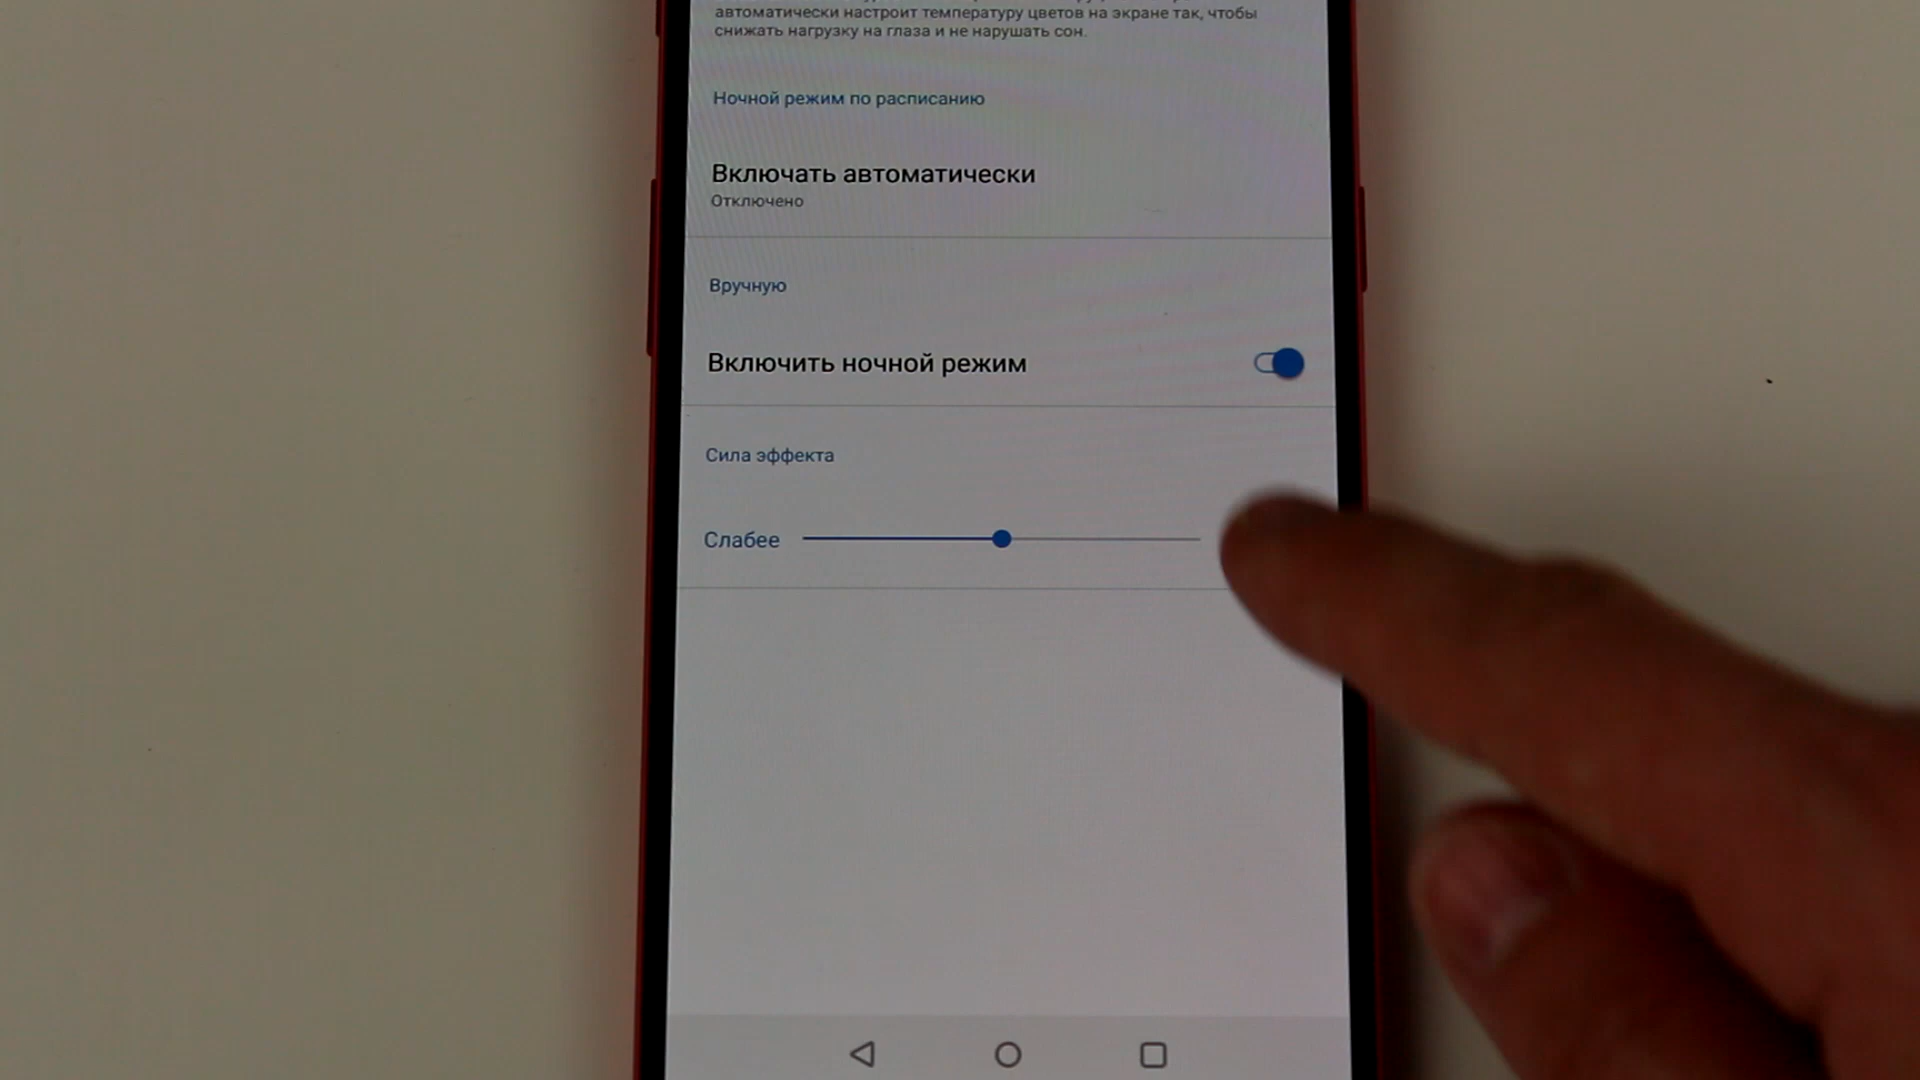 автоматически настроит температуру цветов на экране так, чтобы
снижать нагрузку на глаза и не нарушать сон.
Ночной режим по расписанию
Включать автоматически
Отключено
Вручную
Включить ночной режим
Сила эффекта
Слабее